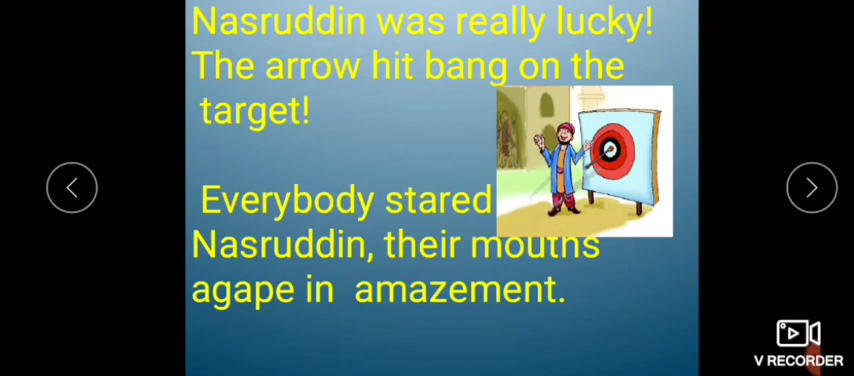 Nasruddin was really lucky!
The arrow hit bang on the
target!
Everybody stared
Nasruddin, their mouths
agape in amazement.
V RECORDER